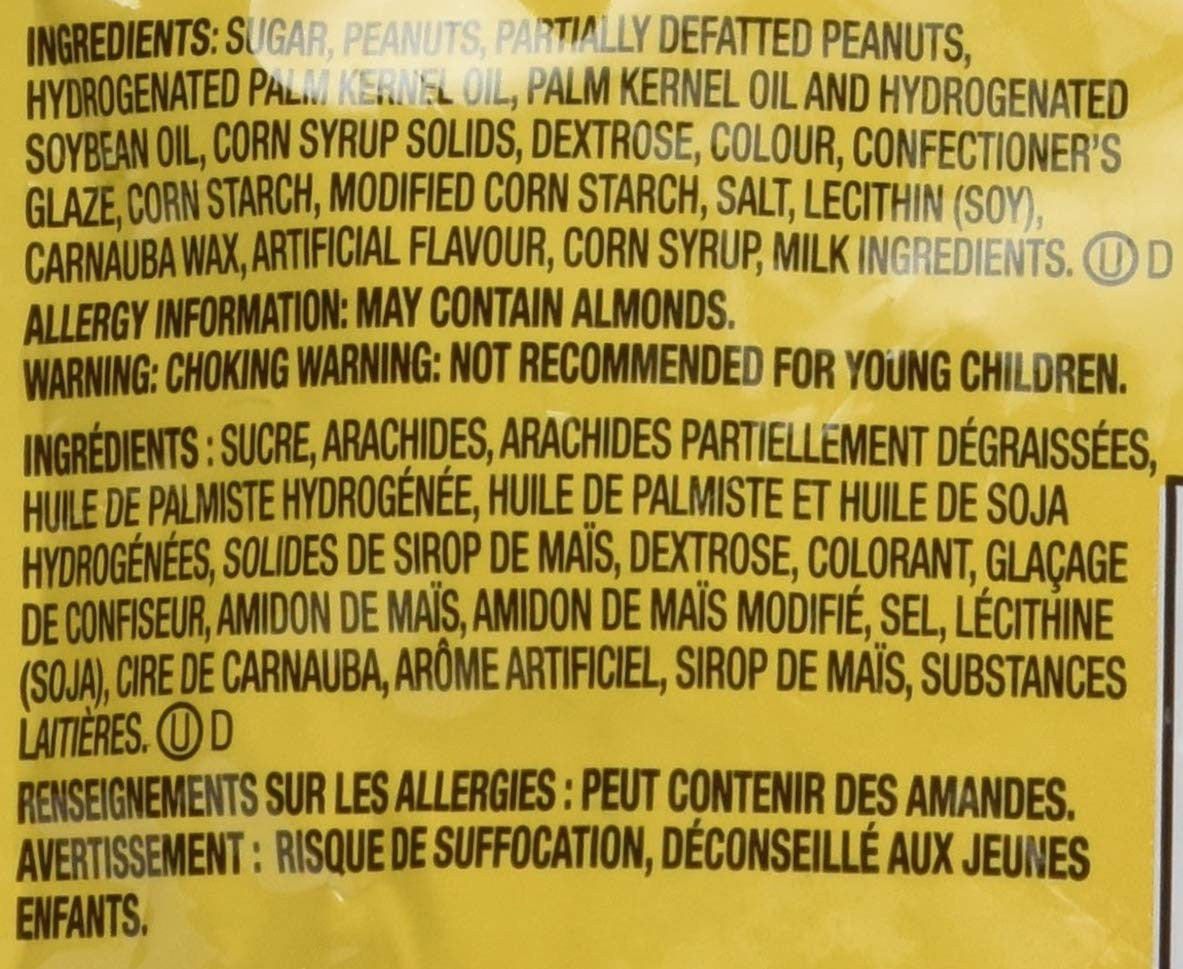 INGREDIENTS: SUGAR, PEANUTS, PARTIALLY DEFATTED PEANUTS,
HYDROGENATED PALM KERNEL OIL, PALM KERNEL OIL AND HYDROGENATED
SOYBEAN OIL, CORN SYRUP SOLIDS, DEXTROSE, COLOUR, CONFECTIONER'S
GLAZE, CORN STARCH, MODIFIED CORN STARCH, SALT, LECITHIN (SOY),
CARNAUBA WAX, ARTIFICIAL FLAVOUR, CORN SYRUP, MILK INGREDIENTS. Ⓤ D
ALLERGY INFORMATION: MAY CONTAIN ALMONDS.
WARNING: CHOKING WARNING: NOT RECOMMENDED FOR YOUNG CHILDREN.
INGRÉDIENTS : SUCRE, ARACHIDES, ARACHIDES PARTIELLEMENT DÉGRAISSÉES,
HUILE DE PALMISTE HYDROGÉNÉE, HUILE DE PALMISTE ET HUILE DE SOJA
HYDROGÉNÉES, SOLIDES DE SIROP DE MAÏS, DEXTROSE, COLORANT, GLAÇAGE
DE CONFISEUR, AMIDON DE MAÏS, AMIDON DE MAÏS MODIFIÉ, SEL, LÉCITHINE
(SOJA), CIRE DE CARNAUBA, ARÔME ARTIFICIEL, SIROP DE MAÏS, SUBSTANCES
LAITIÈRES. Ⓤ D
RENSEIGNEMENTS SUR LES ALLERGIES : PEUT CONTENIR DES AMANDES.
AVERTISSEMENT : RISQUE DE SUFFOCATION, DÉCONSEILLÉ AUX JEUNES
ENFANTS.